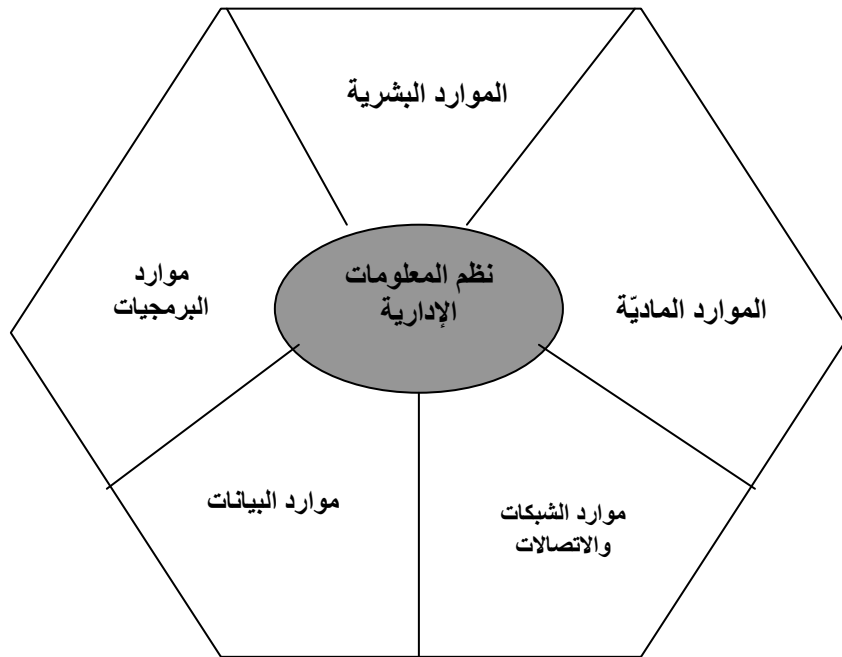 الموارد البشرية
نظم المعلومات
الإدارية
الموارد الماديّة
موارد
البرمجيات
موارد الشبكات
والاتصالات
موارد البيانات